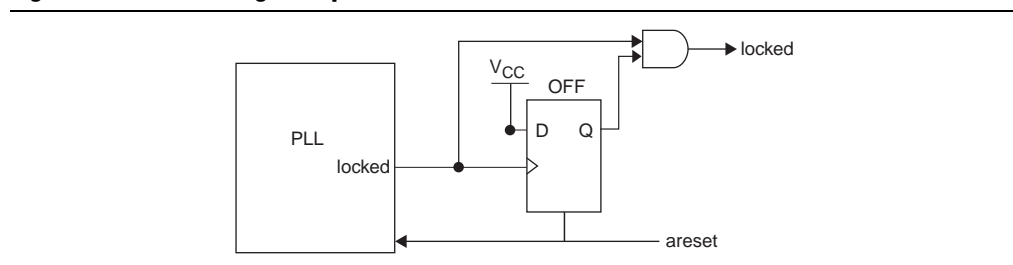 locked
VCC
OFF
D
Q
PLL
locked
areset